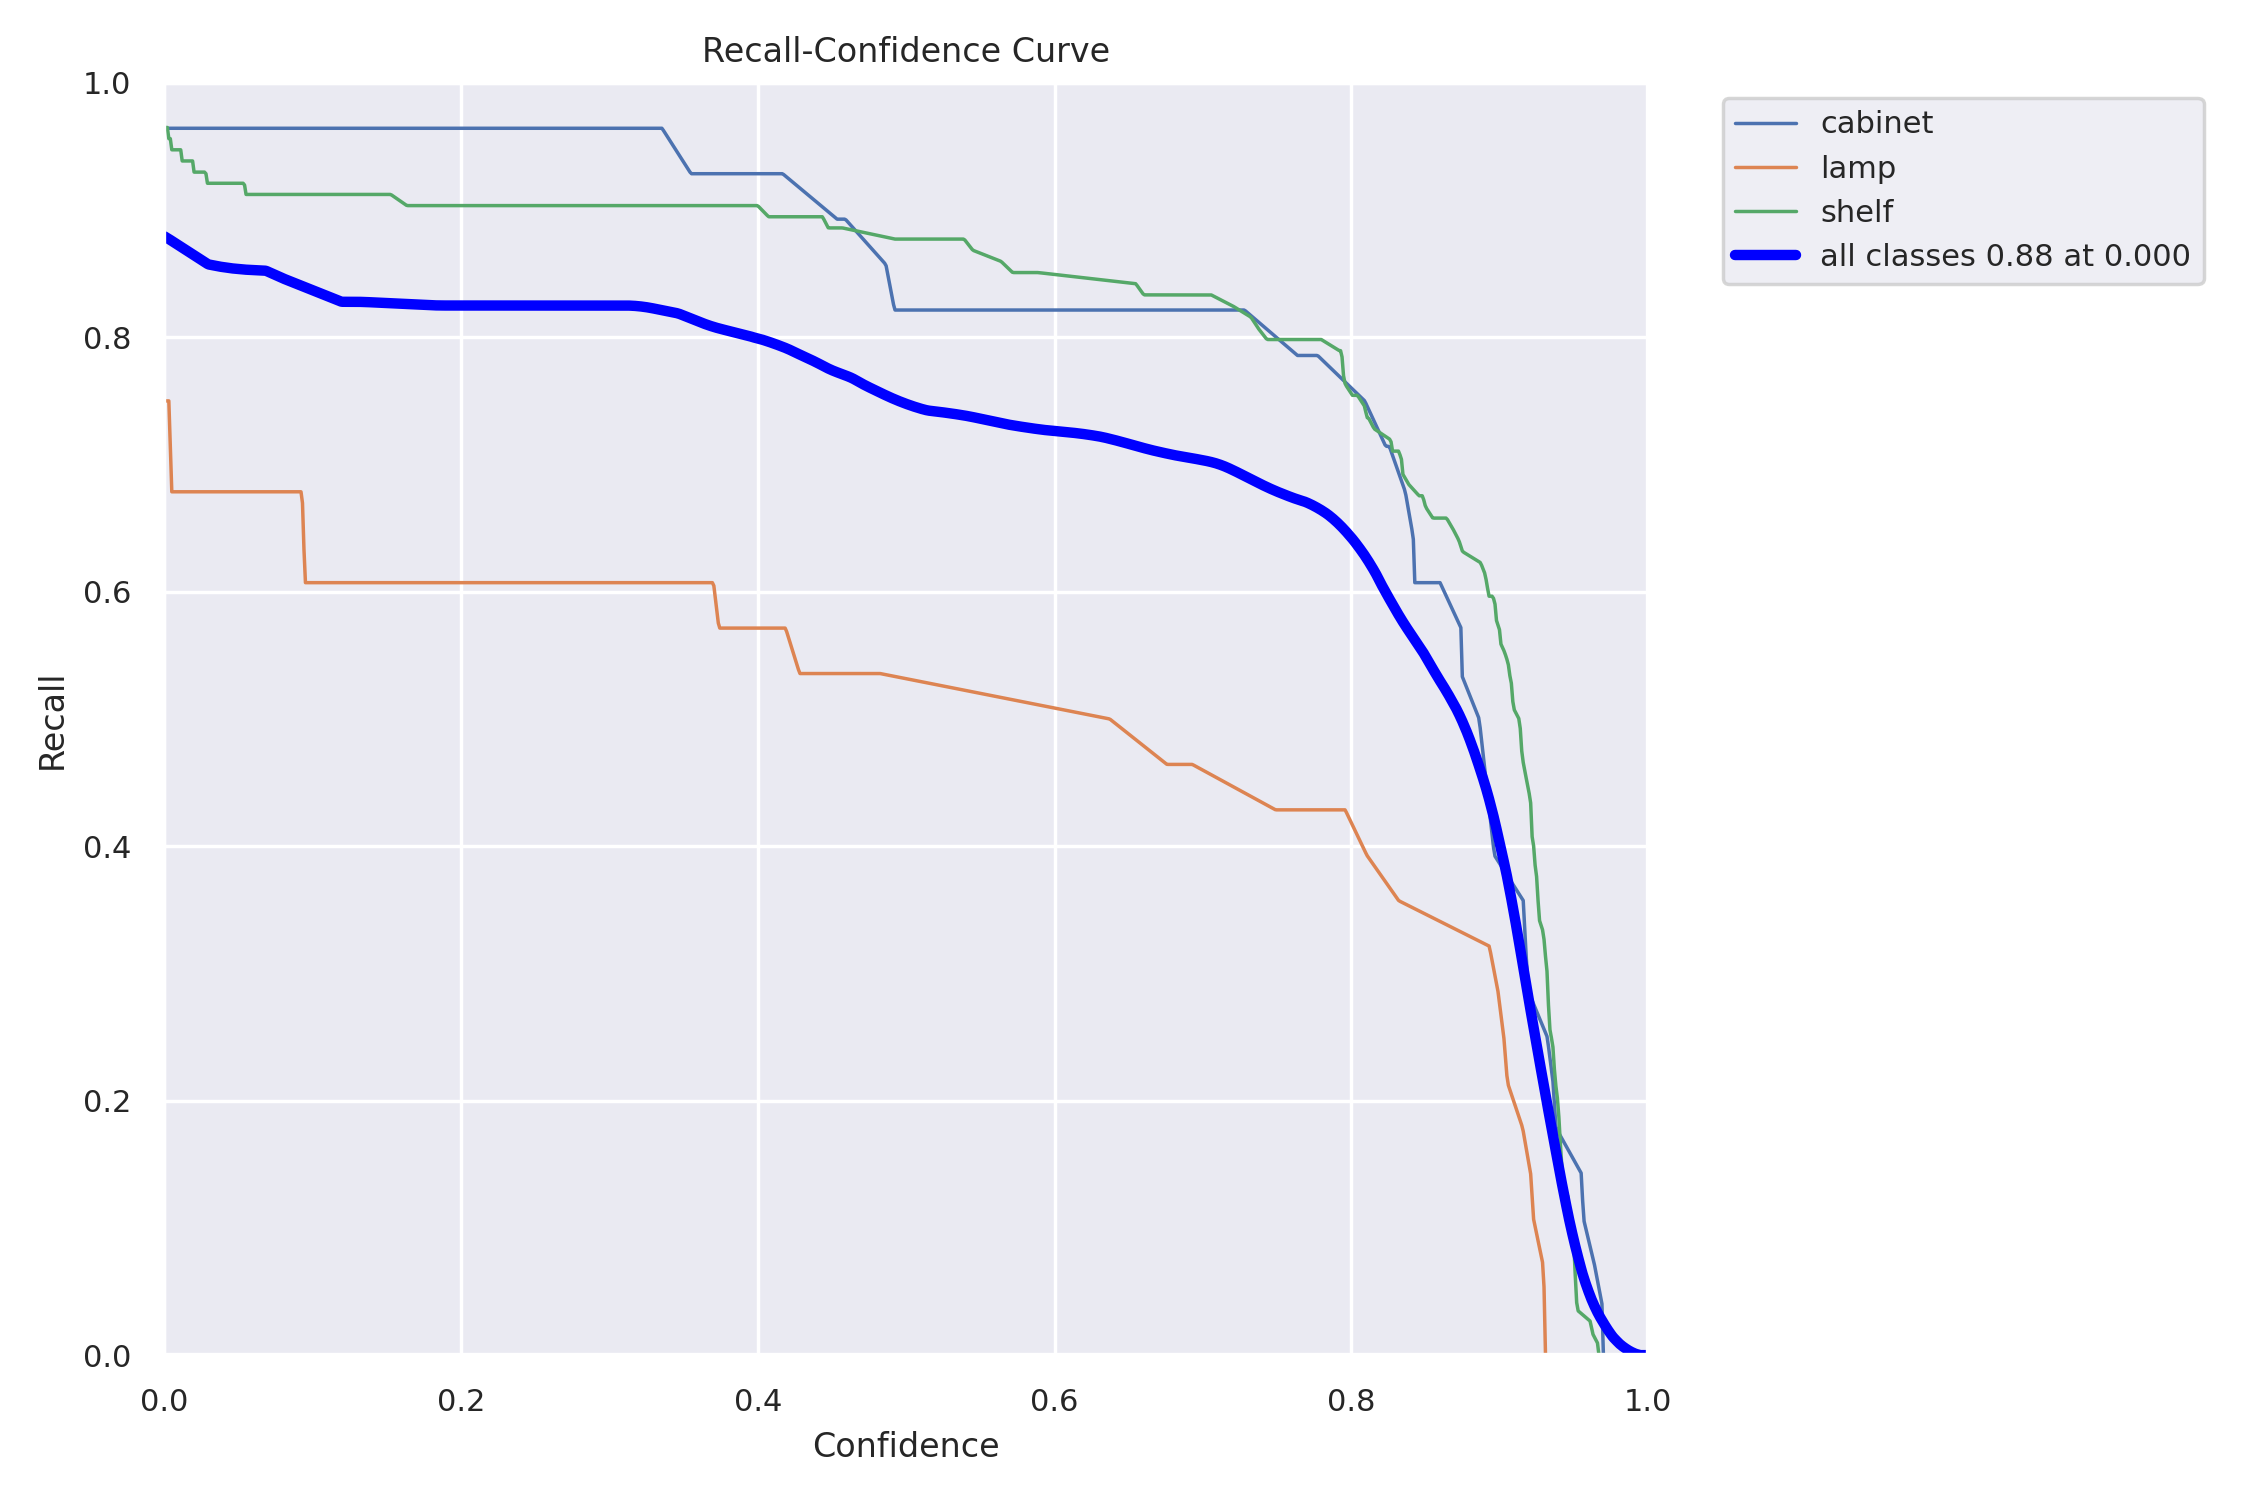 Recall-Confidence Curve
1.0
0.8
0.6
0.4
0.2
0.0
Recall
0.0 0.2 0.4 0.6 0.8 1.0
Confidence
cabinet
lamp
shelf
all classes 0.88 at 0.000